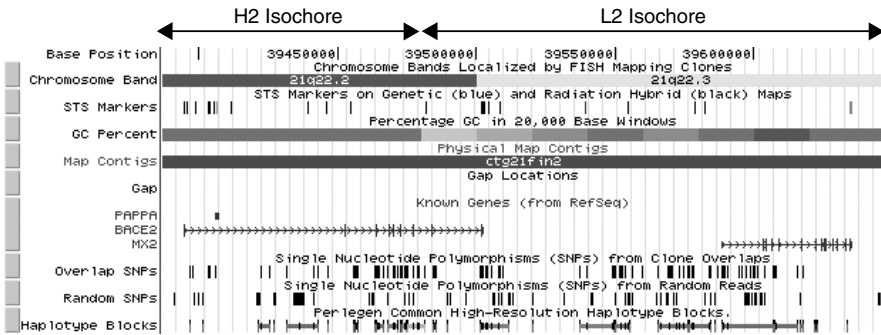 H2 Isochore L2 Isochore
Base Position 39450000 39500000 39550000 39600000
Chromosome Bands Localized by FISH Mapping Clones
Chromosome Band 21q22.2 21q22.3
STS Markers on Genetic (blue) and Radiation Hybrid (black) Maps
STS Markers
Percentage GC in 20,000 Base Windows
GC Percent
Physical Map Contigs
Map Contigs ctg21fin2
Gap Locations
Gap
Known Genes (from RefSeq)
PAPPA
BACE2
MX2
Single Nucleotide Polymorphisms (SNPs) from Clone Overlaps
Overlap SNPs
Single Nucleotide Polymorphisms (SNPs) from Random Reads
Random SNPs
Perlegen Common High-Resolution Haplotype Blocks.
Haplotype Blocks